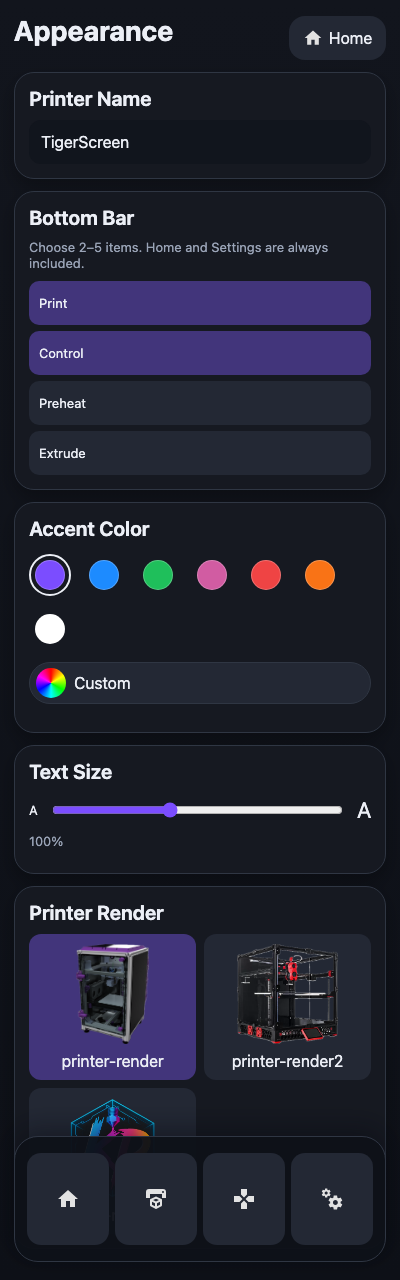 Appearance
Home
Printer Name
TigerScreen
Bottom Bar
Choose 2–5 items. Home and Settings are always
included.
Print
Control
Preheat
Extrude
Accent Color
Custom
Text Size
A
A
100%
Printer Render
printer-render
printer-render2